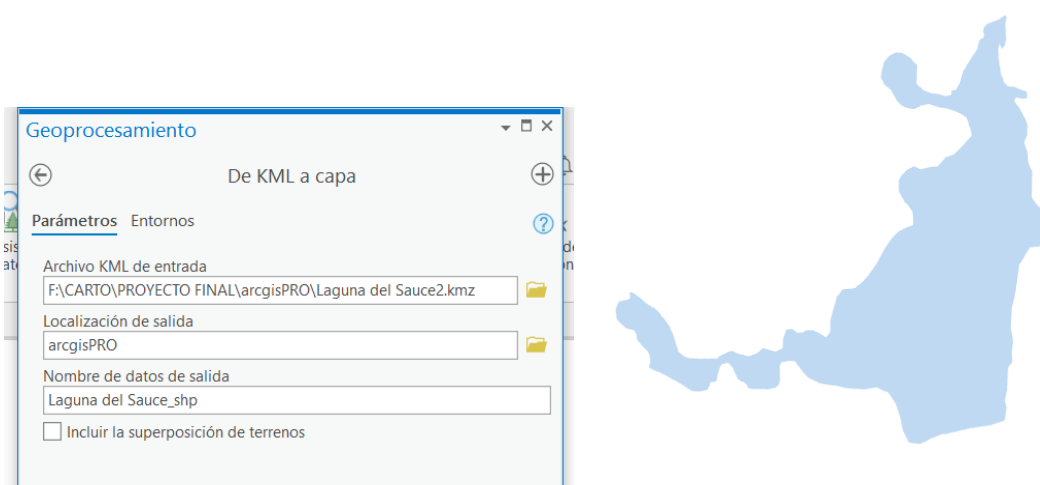 Geoprocesamiento
De KML a capa
Parámetros Entornos
Archivo KML de entrada
F:\CARTO\PROYECTO FINAL\arcgisPRO\Laguna del Sauce2.kmz
Localización de salida
arcgisPRO
Nombre de datos de salida
Laguna del Sauce_shp
Incluir la superposición de terrenos